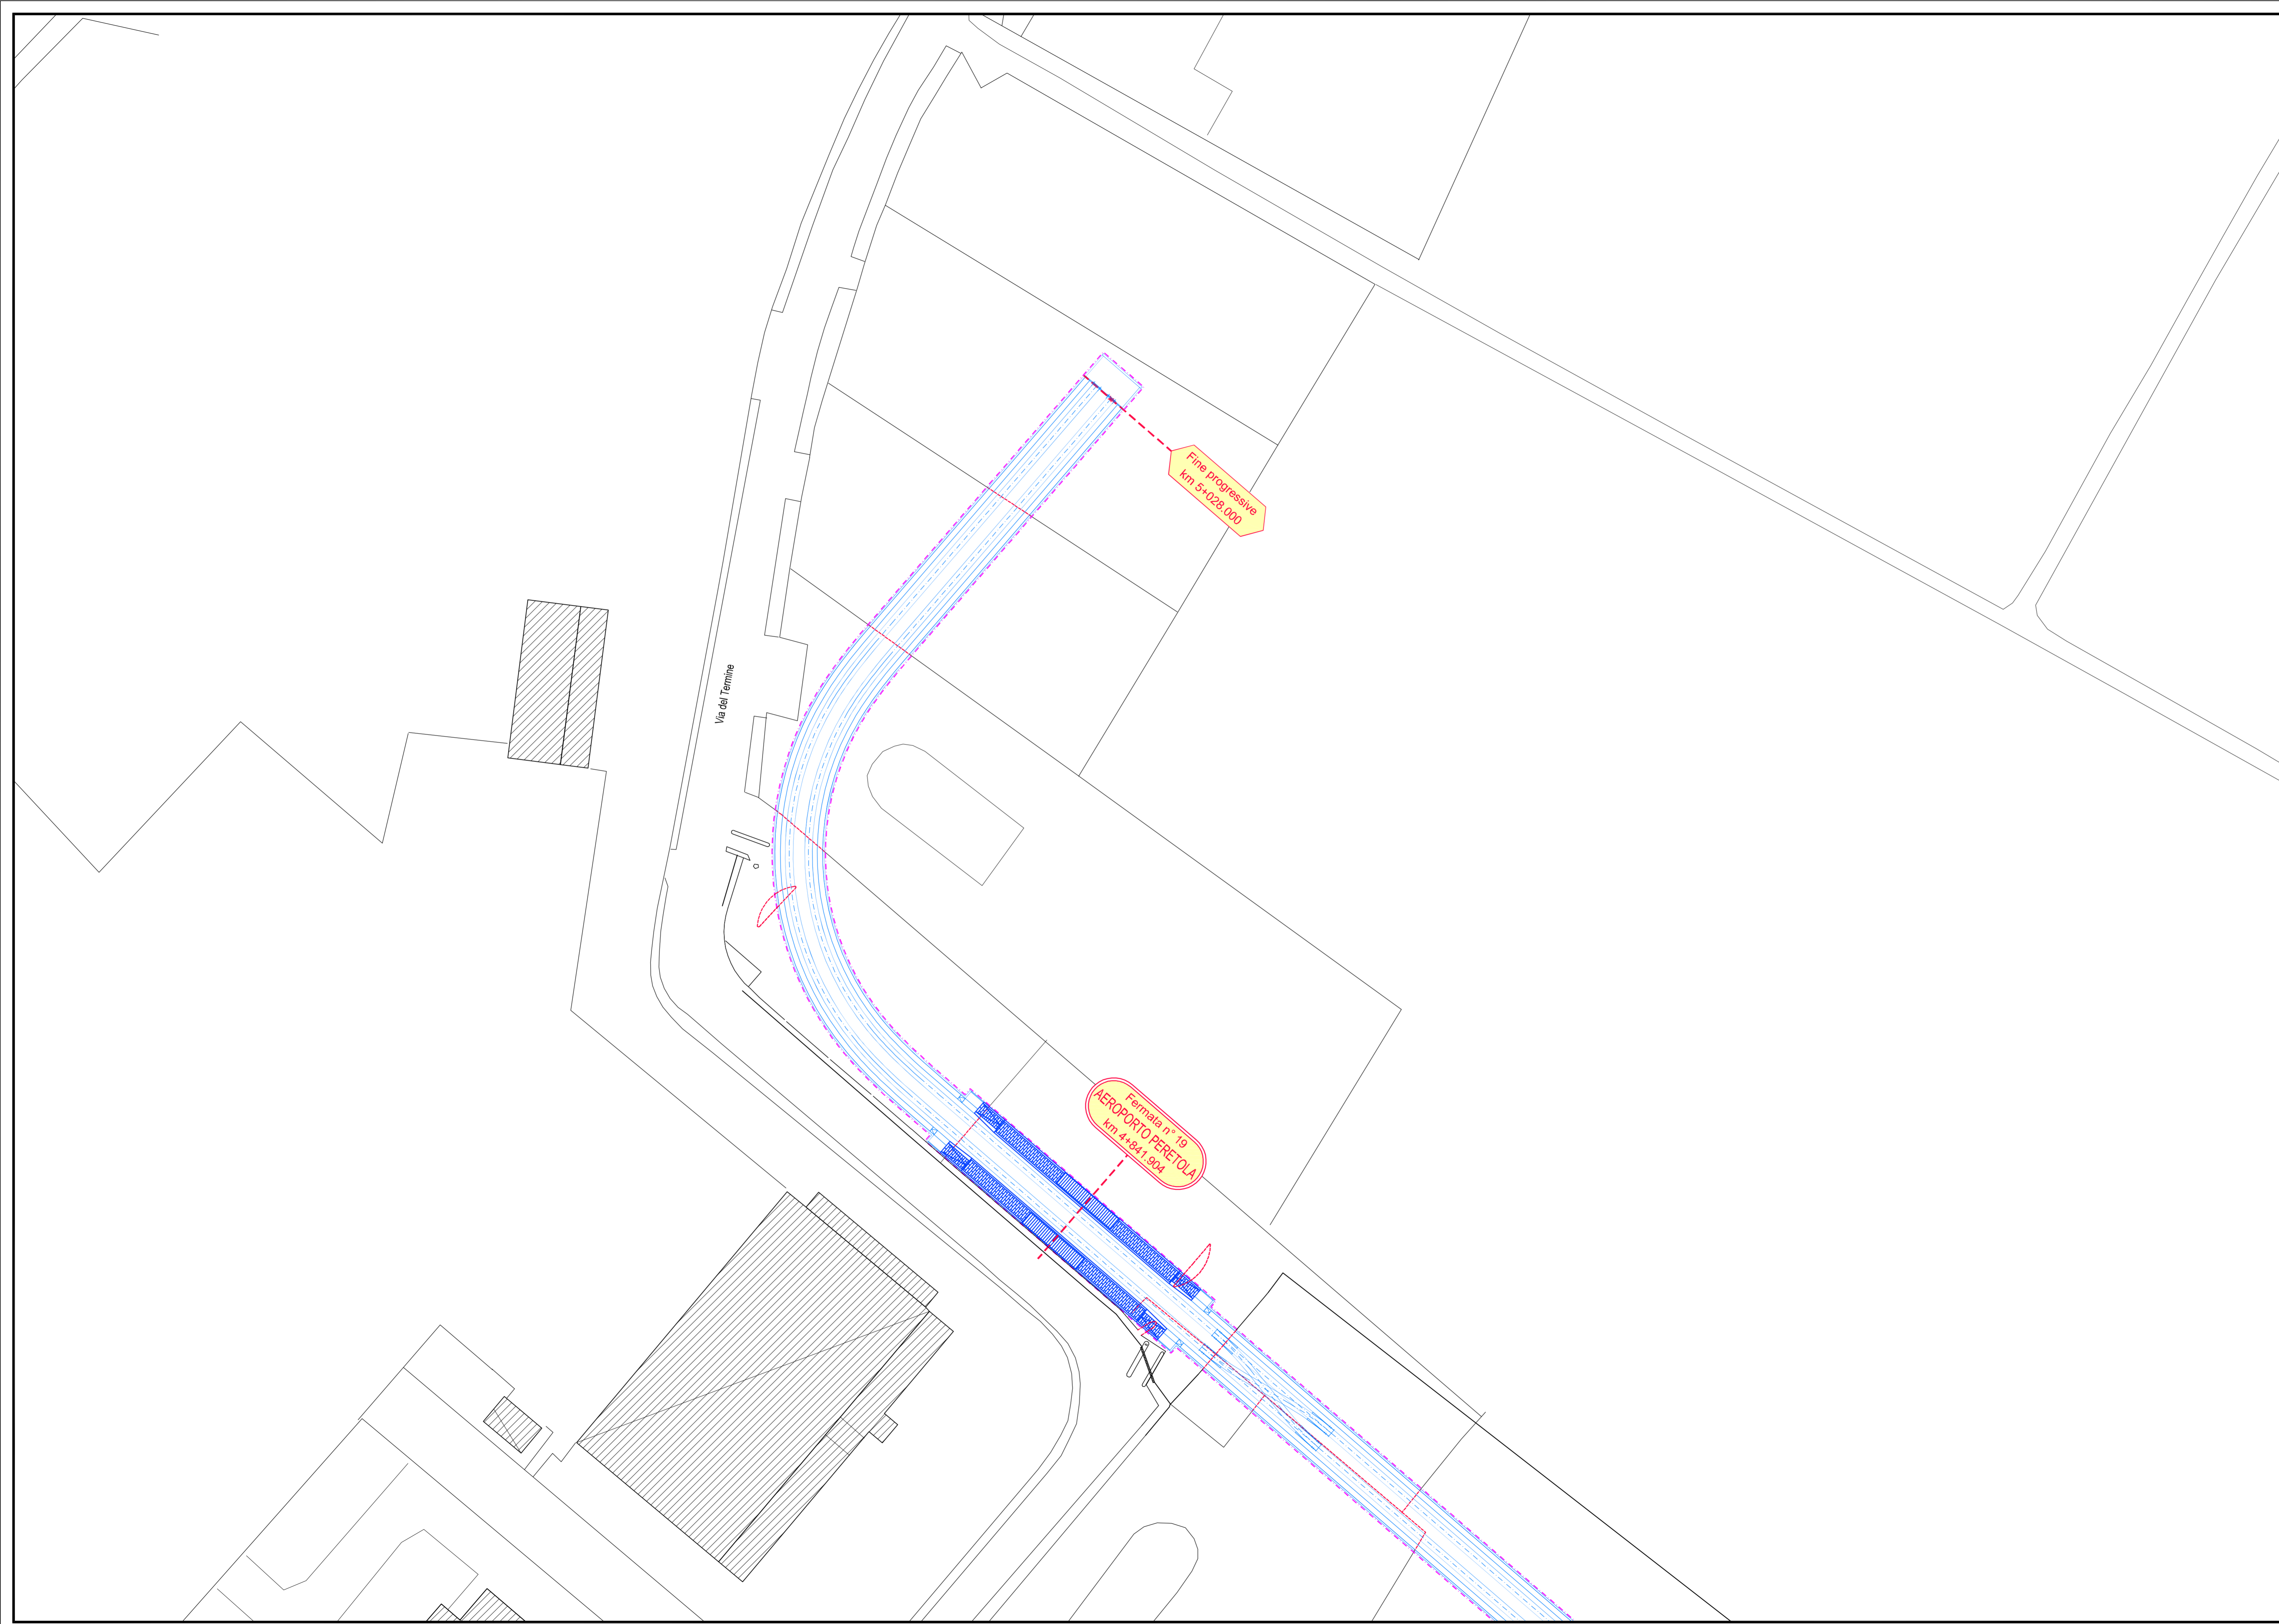 Fine progressive
km 5+028.000
Via del Termine
Fermata n° 19
AEROPORTO PERETOLA
km 4+841.904